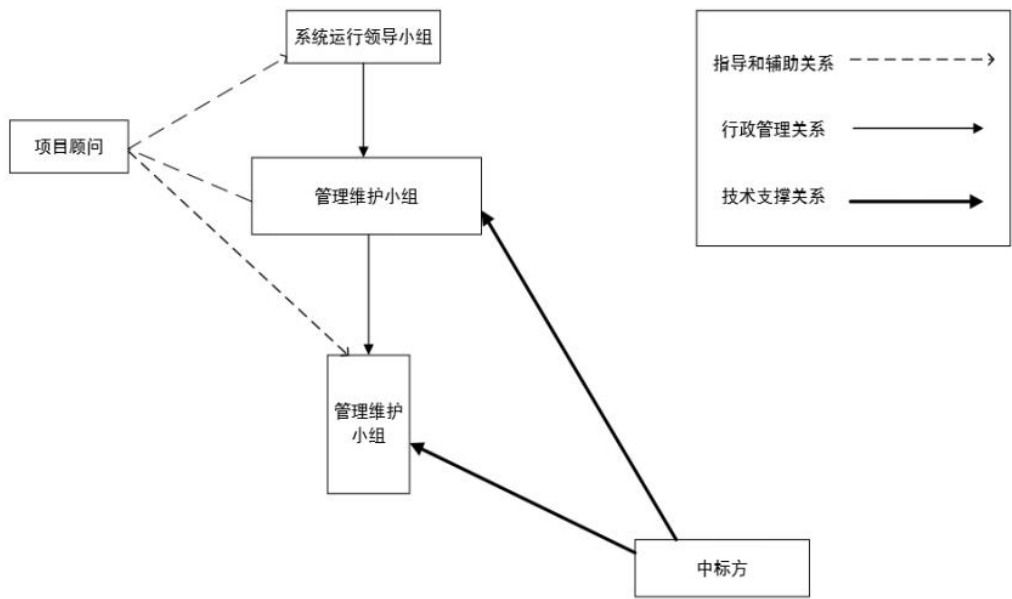 系统运行领导小组
指导和辅助关系
项目顾问
行政管理关系
管理维护小组
技术支撑关系
管理维护
小组
中标方